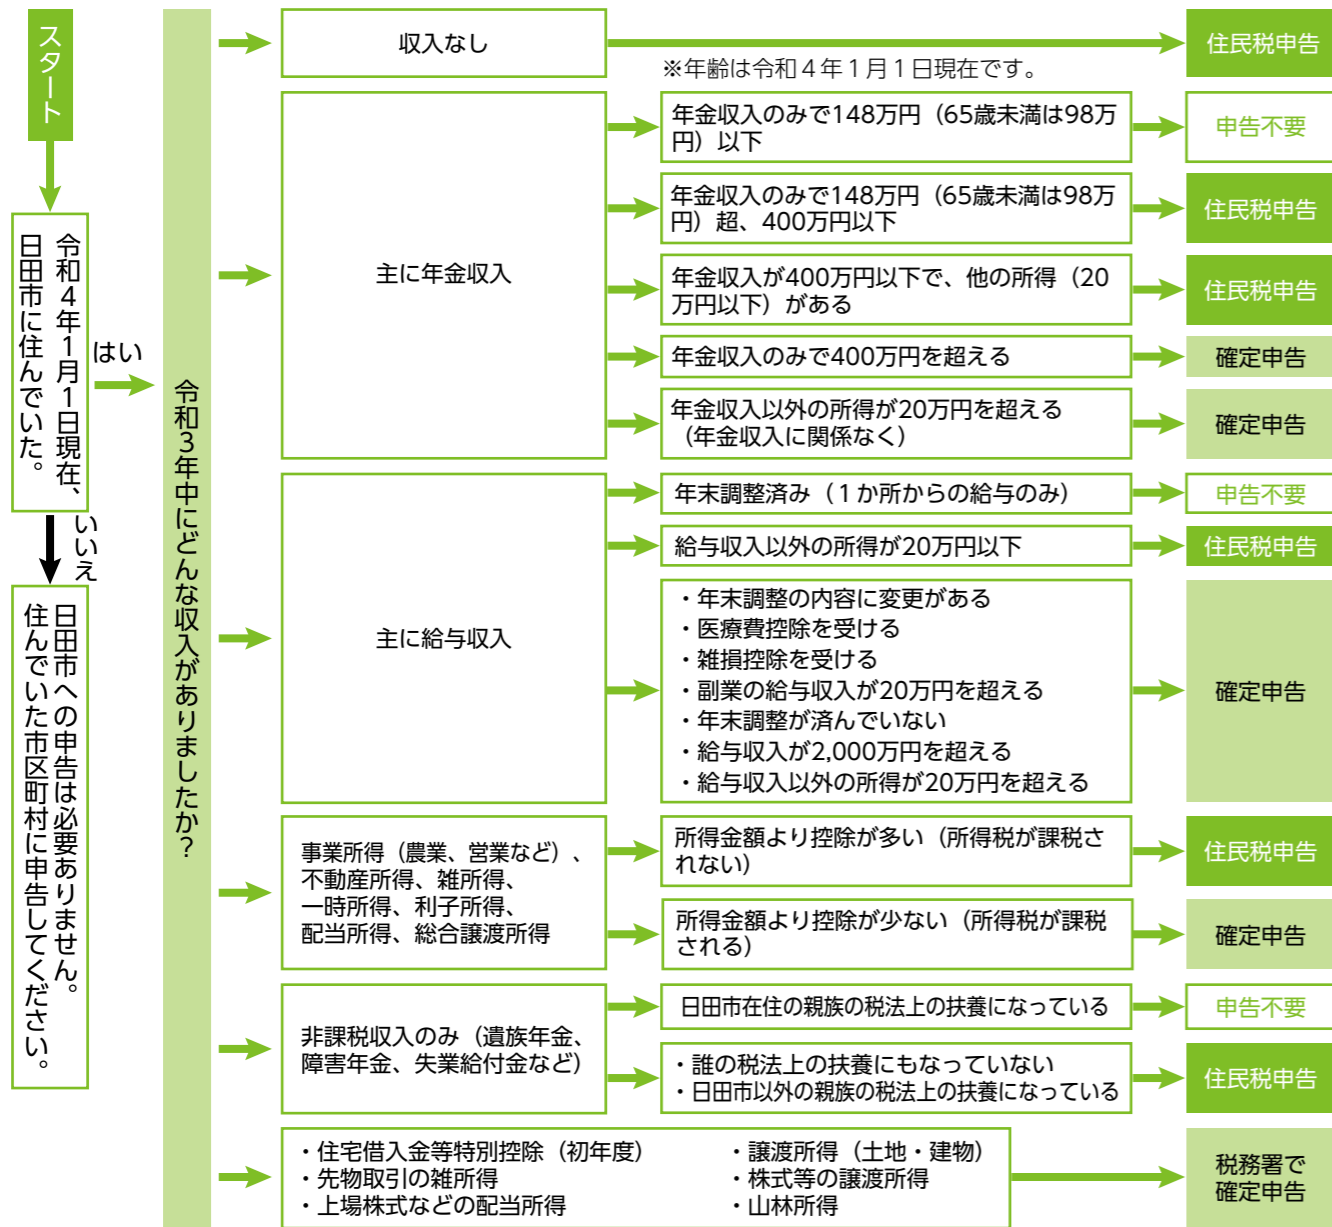 スタート
令和４年１月１日現在、
日田市に住んでいた。
はい
いいえ
日田市への申告は必要ありません。
住んでいた市区町村に申告してください。
令和３年中にどんな収入がありましたか？
収入なし
住民税申告
※年齢は令和４年１月１日現在です。
主に年金収入
年金収入のみで148万円（65歳未満は98万
円）以下
申告不要
年金収入のみで148万円（65歳未満は98万
円）超、400万円以下
住民税申告
年金収入が400万円以下で、他の所得（20
万円以下）がある
住民税申告
年金収入のみで400万円を超える
確定申告
年金収入以外の所得が20万円を超える
（年金収入に関係なく）
確定申告
主に給与収入
年末調整済み（１か所からの給与のみ）
申告不要
給与収入以外の所得が20万円以下
住民税申告
・年末調整の内容に変更がある
・医療費控除を受ける
・雑損控除を受ける
・副業の給与収入が20万円を超える
・年末調整が済んでいない
・給与収入が2,000万円を超える
・給与収入以外の所得が20万円を超える
確定申告
事業所得（農業、営業など）、
不動産所得、雑所得、
一時所得、利子所得、
配当所得、総合譲渡所得
所得金額より控除が多い（所得税が課税さ
れない）
住民税申告
所得金額より控除が少ない（所得税が課税
される）
確定申告
非課税収入のみ（遺族年金、
障害年金、失業給付金など）
日田市在住の親族の税法上の扶養になっている
申告不要
・誰の税法上の扶養にもなっていない
・日田市以外の親族の税法上の扶養になっている
住民税申告
・住宅借入金等特別控除（初年度）
・先物取引の雑所得
・上場株式などの配当所得
・譲渡所得（土地・建物）
・株式等の譲渡所得
・山林所得
税務署で
確定申告